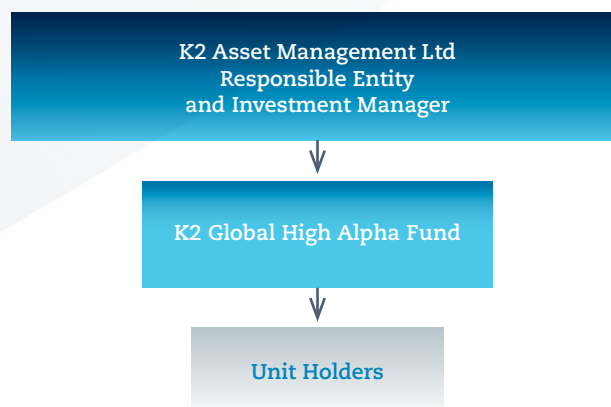 K2 Asset Management Ltd
Responsible Entity
and Investment Manager
K2 Global High Alpha Fund
Unit Holders